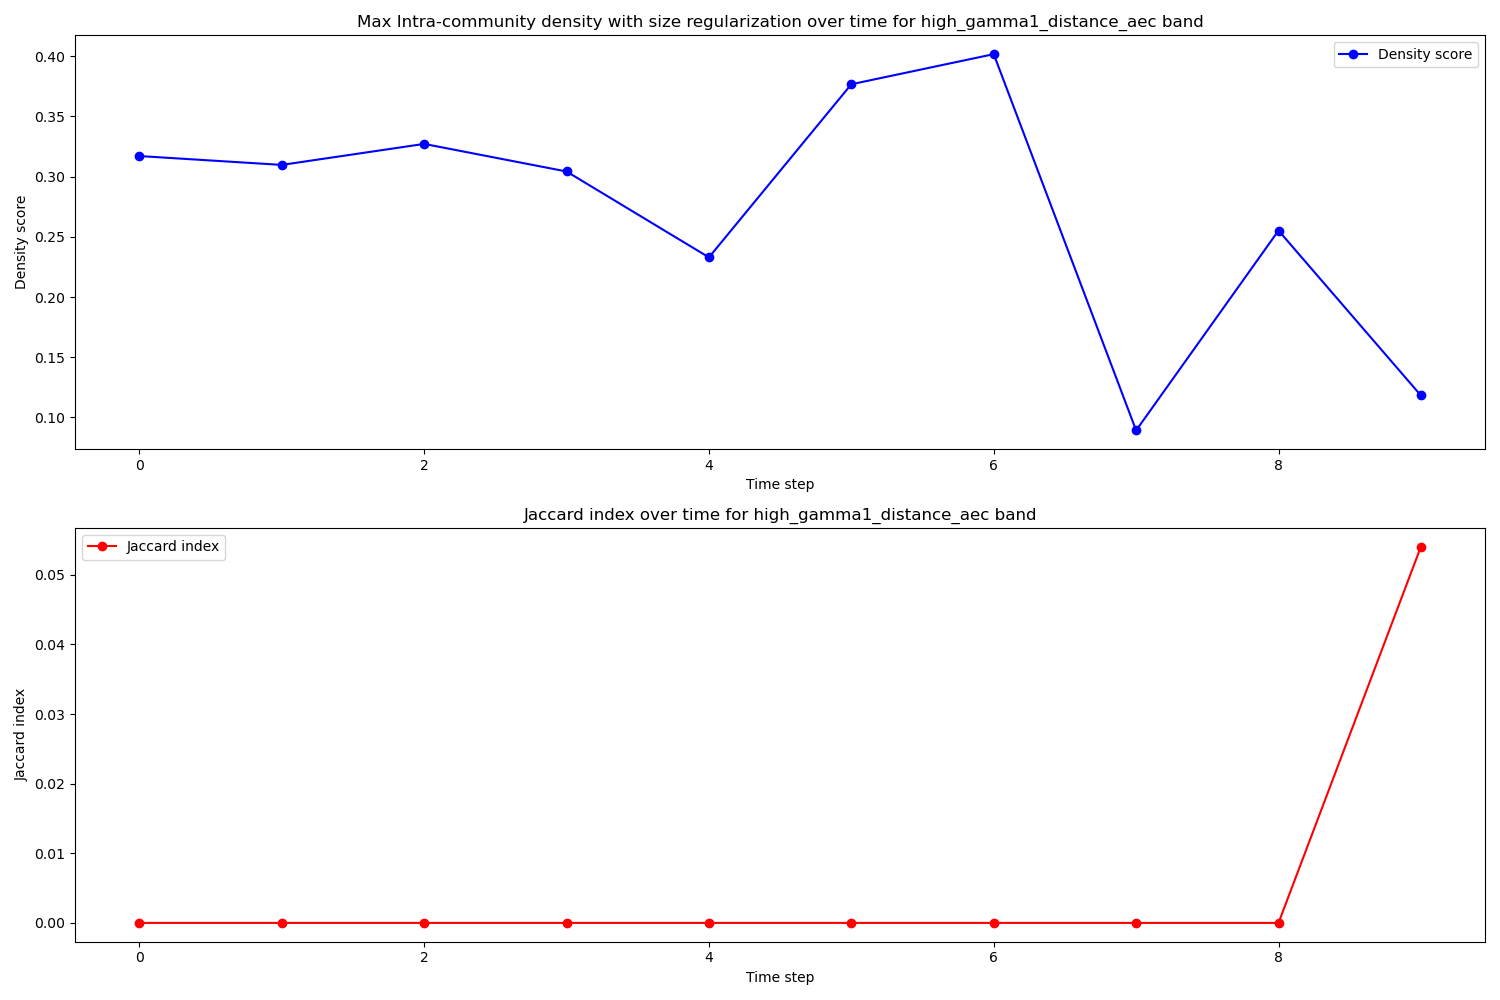 Max Intra-community density with size regularization over time for high_gamma1_distance_aec band
Density score
0.40
0.35
0.30
0.25
0.20
0.15
0.10
Density score
0 2 4 6 8
Time step
Jaccard index over time for high_gamma1_distance_aec band
Jaccard index
0.05
0.04
0.03
0.02
0.01
0.00
Jaccard index
0 2 4 6 8
Time step